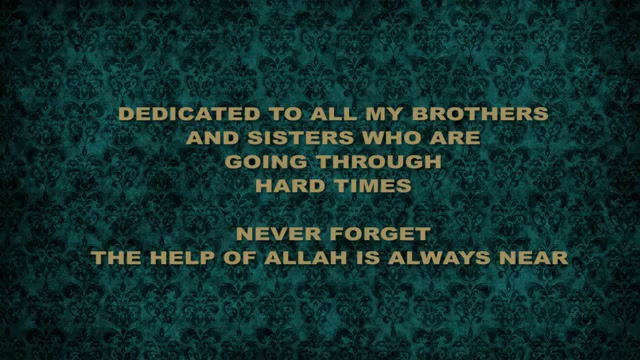 DEDICATED TO ALL MY BROTHERS
AND SISTERS WHO ARE
GOING THROUGH
HARD TIMES
NEVER FORGET
THE HELP OF ALLAH IS ALWAYS NEAR